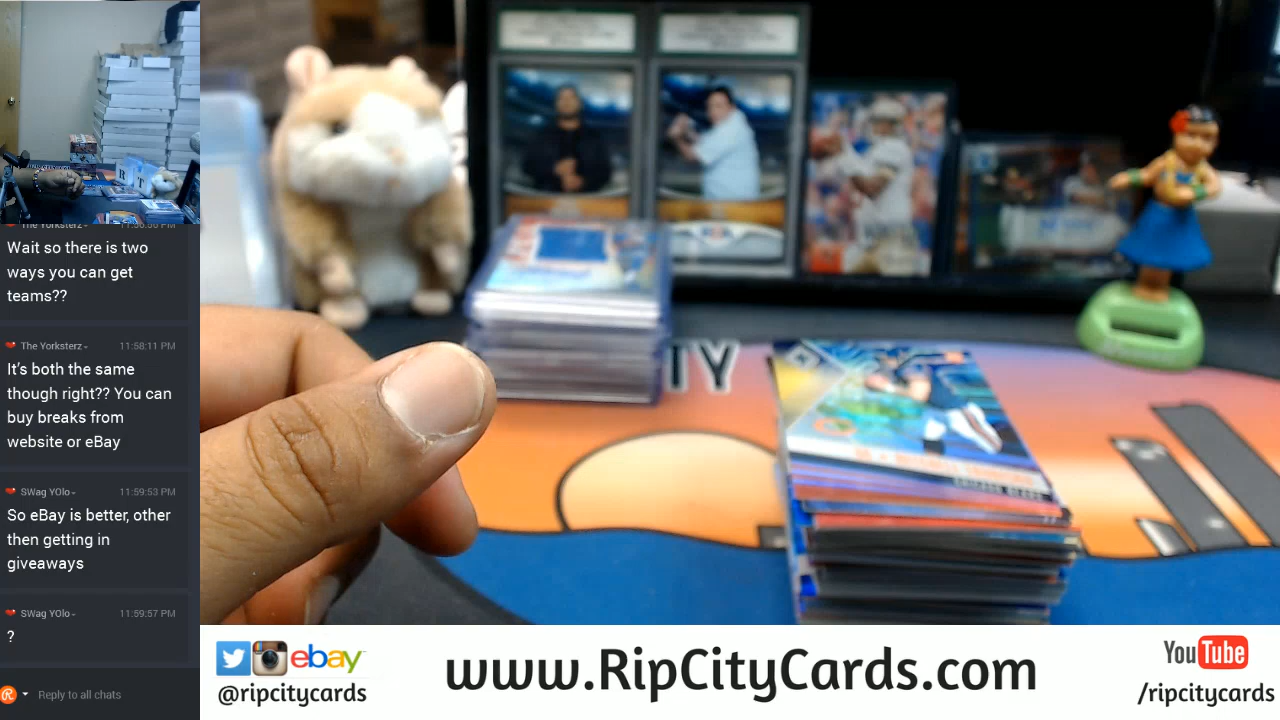 The Yorksterz
Wait so there is two
ways you can get
teams??
The Yorksterz 11:58:11 PM
It's both the same
though right?? You can
buy breaks from
website or eBay
SWag YOlo 11:59:53 PM
So eBay is better, other
then getting in
giveaways
SWag YOlo 11:59:57 PM
?
Reply to all chats
TY
ebay
@ripcitycards
www.RipCityCards.com
YouTube
/ripcitycards